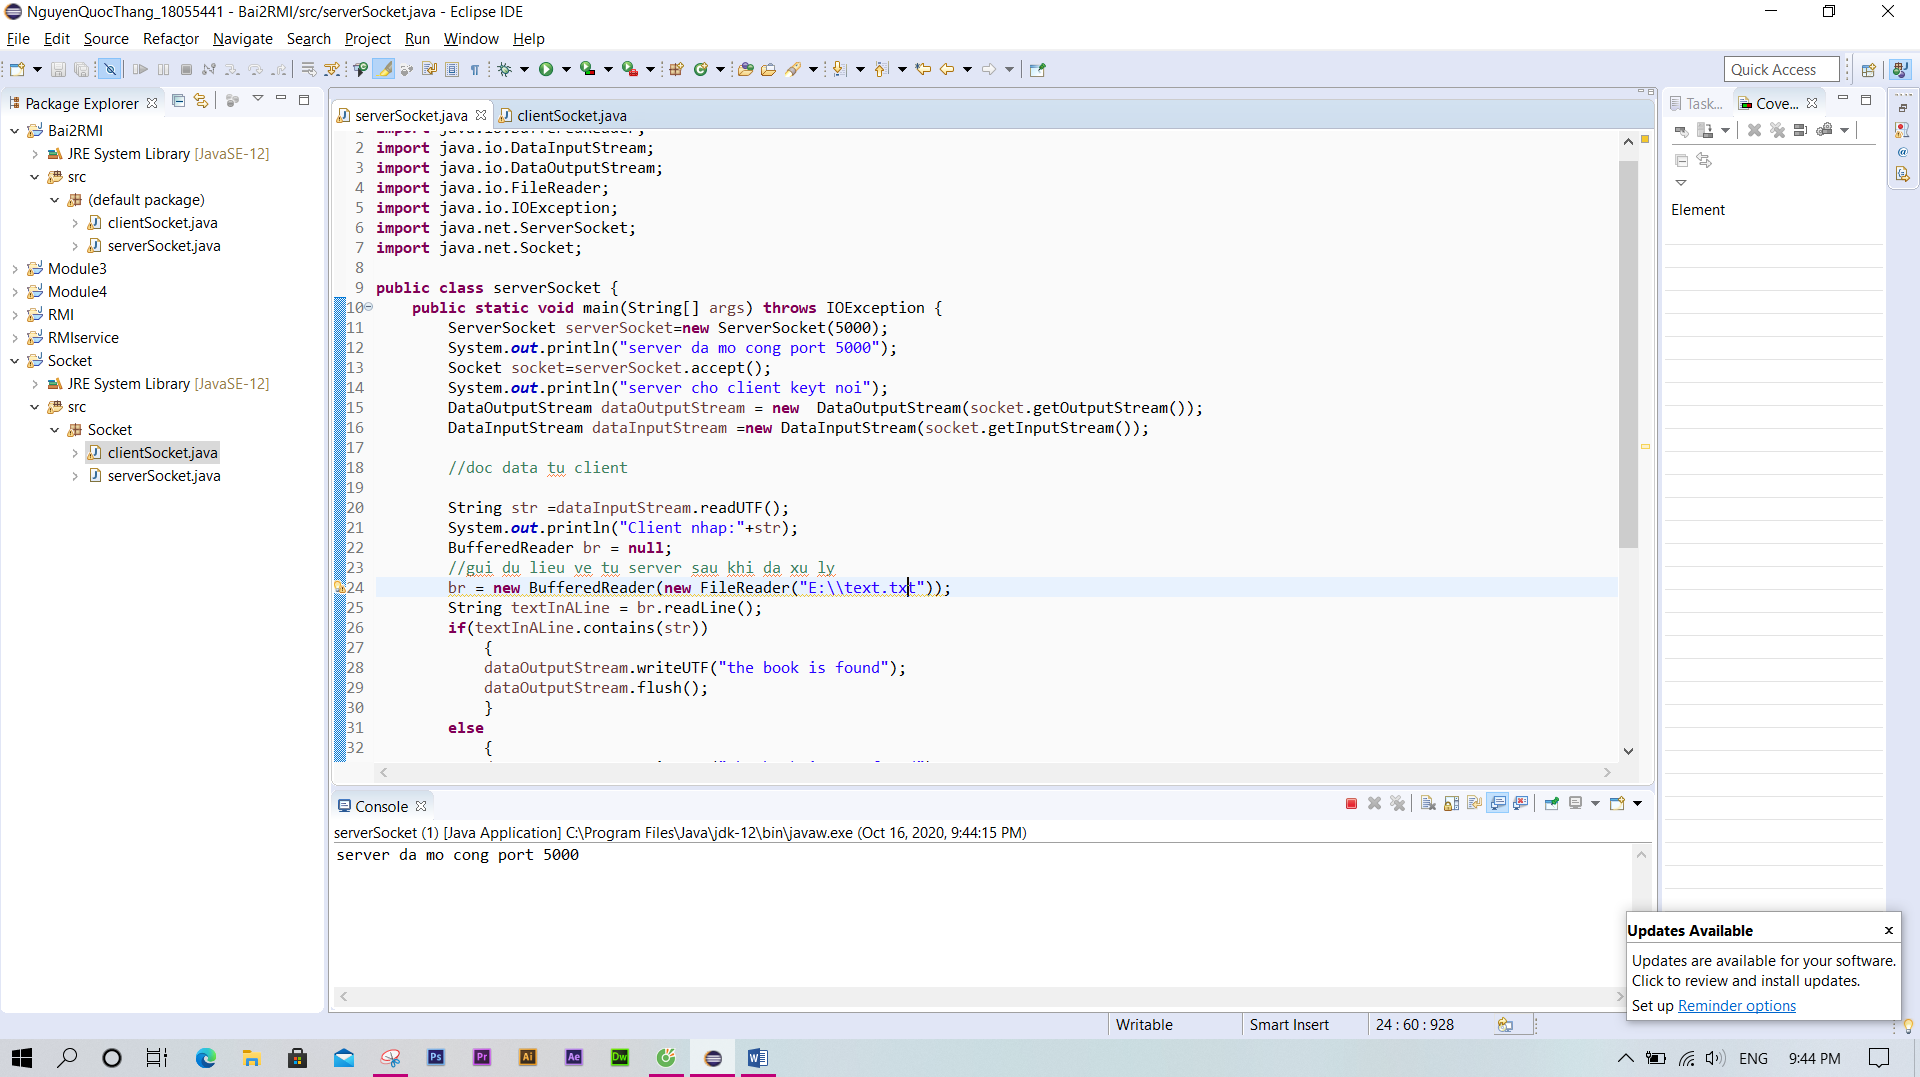 NguyenQuocThang_18055441 - Bai2RMI/src/serverSocket.java - Eclipse IDE
File Edit Source Refactor Navigate Search Project Run Window Help
Quick Access
Package Explorer
Bai2RMI
JRE System Library [JavaSE-12]
src
(default package)
clientSocket.java
serverSocket.java
Module3
Module4
RMI
RMIservice
Socket
JRE System Library [JavaSE-12]
src
Socket
clientSocket.java
serverSocket.java
serverSocket.java
clientSocket.java
1 import java.io.BufferedReader;
2 import java.io.DataInputStream;
3 import java.io.DataOutputStream;
4 import java.io.FileReader;
5 import java.io.IOException;
6 import java.net.ServerSocket;
7 import java.net.Socket;
8
9 public class serverSocket {
10 public static void main(String[] args) throws IOException {
11 ServerSocket serverSocket=new ServerSocket(5000);
12 System.out.println("server da mo cong port 5000");
13 Socket socket=serverSocket.accept();
14 System.out.println("server cho client keyt noi");
15 DataOutputStream dataOutputStream = new  DataOutputStream(socket.getOutputStream());
16 DataInputStream dataInputStream =new DataInputStream(socket.getInputStream());
17
18 //doc data tu client
19
20 String str =dataInputStream.readUTF();
21 System.out.println("Client nhap:"+str);
22 BufferedReader br = null;
23 //gui du lieu ve tu server sau khi da xu ly
24 br = new BufferedReader(new FileReader("E:\\text.txt"));
25 String textInALine = br.readLine();
26 if(textInALine.contains(str))
27 {
28 dataOutputStream.writeUTF("the book is found");
29 dataOutputStream.flush();
30 }
31 else
32 {
Task...
Cove...
Element
Console
serverSocket (1) [Java Application] C:\Program Files\Java\jdk-12\bin\javaw.exe (Oct 16, 2020, 9:44:15 PM)
server da mo cong port 5000
Updates Available
Updates are available for your software.
Click to review and install updates.
Set up Reminder options
Writable
Smart Insert
24 : 60 : 928
Ps
Pr
Ai
Ae
Dw
ENG
9:44 PM